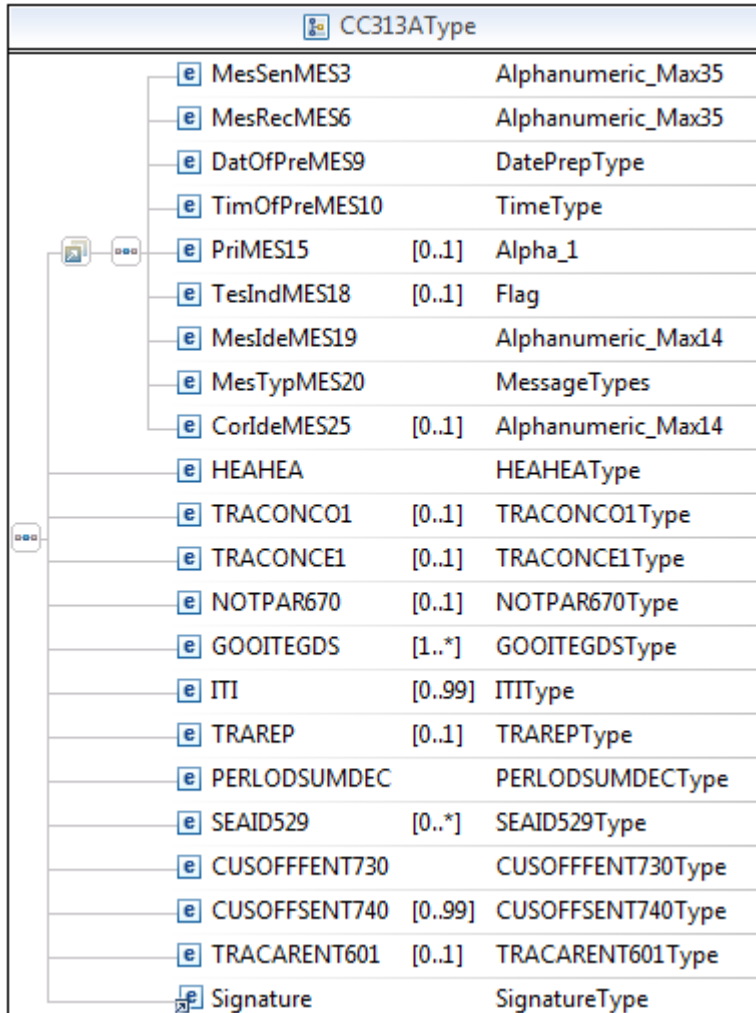 CC313AType
e MesSenMES3 Alphanumeric_Max35
e MesRecMES6 Alphanumeric_Max35
e DatOfPreMES9 DatePrepType
e TimOfPreMES10 TimeType
e PriMES15 [0..1] Alpha_1
e TesIndMES18 [0..1] Flag
e MesIdeMES19 Alphanumeric_Max14
e MesTypMES20 MessageTypes
e CorIdeMES25 [0..1] Alphanumeric_Max14
e HEAHEA HEAHEAType
e TRACONCO1 [0..1] TRACONCO1Type
e TRACONCE1 [0..1] TRACONCE1Type
e NOTPAR670 [0..1] NOTPAR670Type
e GOOITEGDS [1..*] GOOITEGDSType
e ITI [0..99] ITIType
e TRAREP [0..1] TRAREPType
e PERLODSUMDEC PERLODSUMDECType
e SEAID529 [0..*] SEAID529Type
e CUSOFFFENT730 CUSOFFFENT730Type
e CUSOFFSENT740 [0..99] CUSOFFSENT740Type
e TRACARENT601 [0..1] TRACARENT601Type
e Signature SignatureType